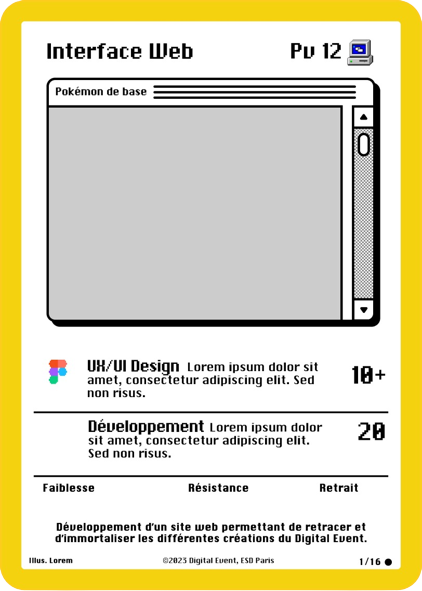 Interface Web
Pv 12
Pokémon de base
UX/UI Design Lorem ipsum dolor sit
amet, consectetur adipiscing elit. Sed
non risus.
10+
Développement Lorem ipsum dolor
sit amet, consectetur adipiscing elit.
Sed non risus.
20
Faiblesse
Résistance
Retrait
Développement d'un site web permettant de retracer et
d'immortaliser les différentes créations du Digital Event.
Illus. Lorem
©2023 Digital Event, ESD Paris
1/16